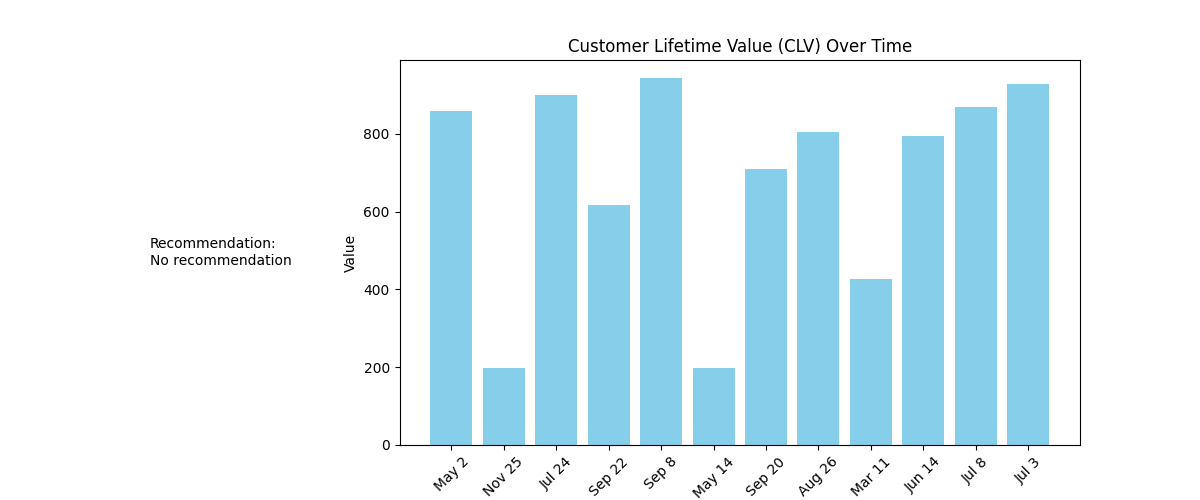 Customer Lifetime Value (CLV) Over Time
Recommendation:
No recommendation
Value
800
600
400
200
0
May 2
Nov 25
Jul 24
Sep 22
Sep 8
May 14
Sep 20
Aug 26
Mar 11
Jun 14
Jul 8
Jul 3